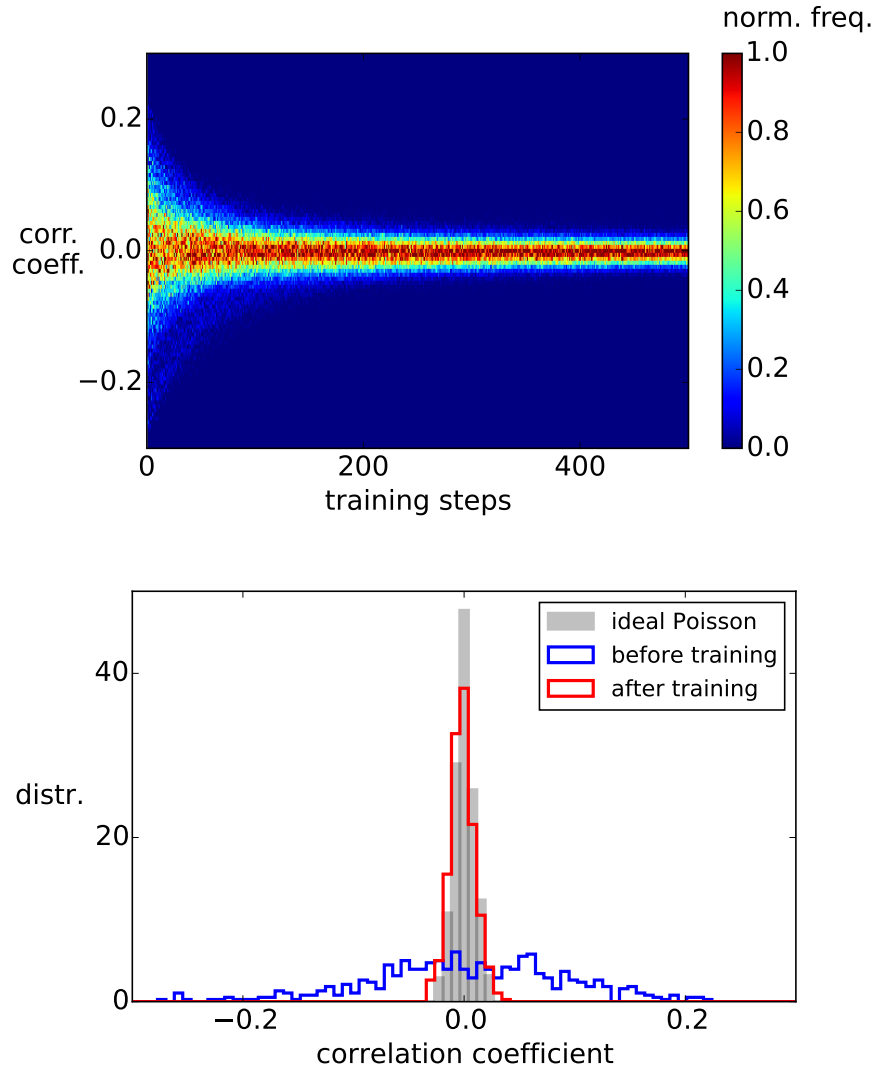 norm. freq.
1.0
0.8
0.6
0.4
0.2
0.0
0.2
0.0
−0.2
corr.
coeff.
0 200 400
training steps
ideal Poisson
before training
after training
40
20
0
distr.
−0.2 0.0 0.2
correlation coefficient